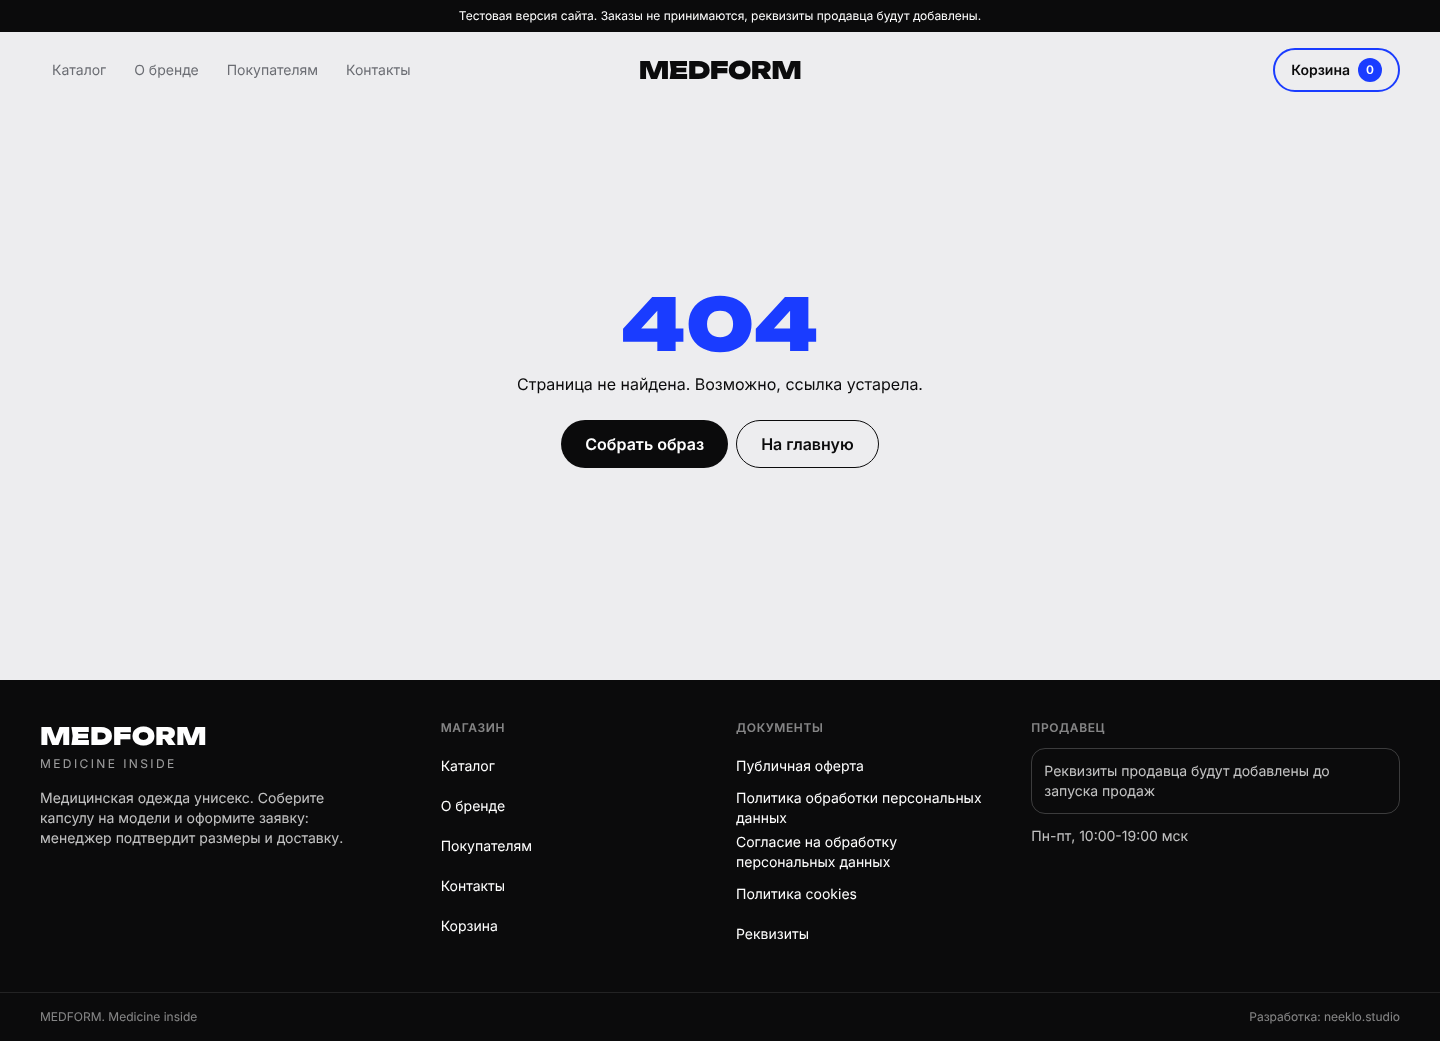 Тестовая версия сайта. Заказы не принимаются, реквизиты продавца будут добавлены.
Каталог О бренде Покупателям Контакты MEDFORM Корзина 0
404
Страница не найдена. Возможно, ссылка устарела.
Собрать образ На главную
MEDFORM
MEDICINE INSIDE
Медицинская одежда унисекс. Соберите
капсулу на модели и оформите заявку:
менеджер подтвердит размеры и доставку.
МАГАЗИН
Каталог
О бренде
Покупателям
Контакты
Корзина
ДОКУМЕНТЫ
Публичная оферта
Политика обработки персональных
данных
Согласие на обработку
персональных данных
Политика cookies
Реквизиты
ПРОДАВЕЦ
Реквизиты продавца будут добавлены до
запуска продаж
Пн-пт, 10:00-19:00 мск
MEDFORM. Medicine inside
Разработка: neeklo.studio